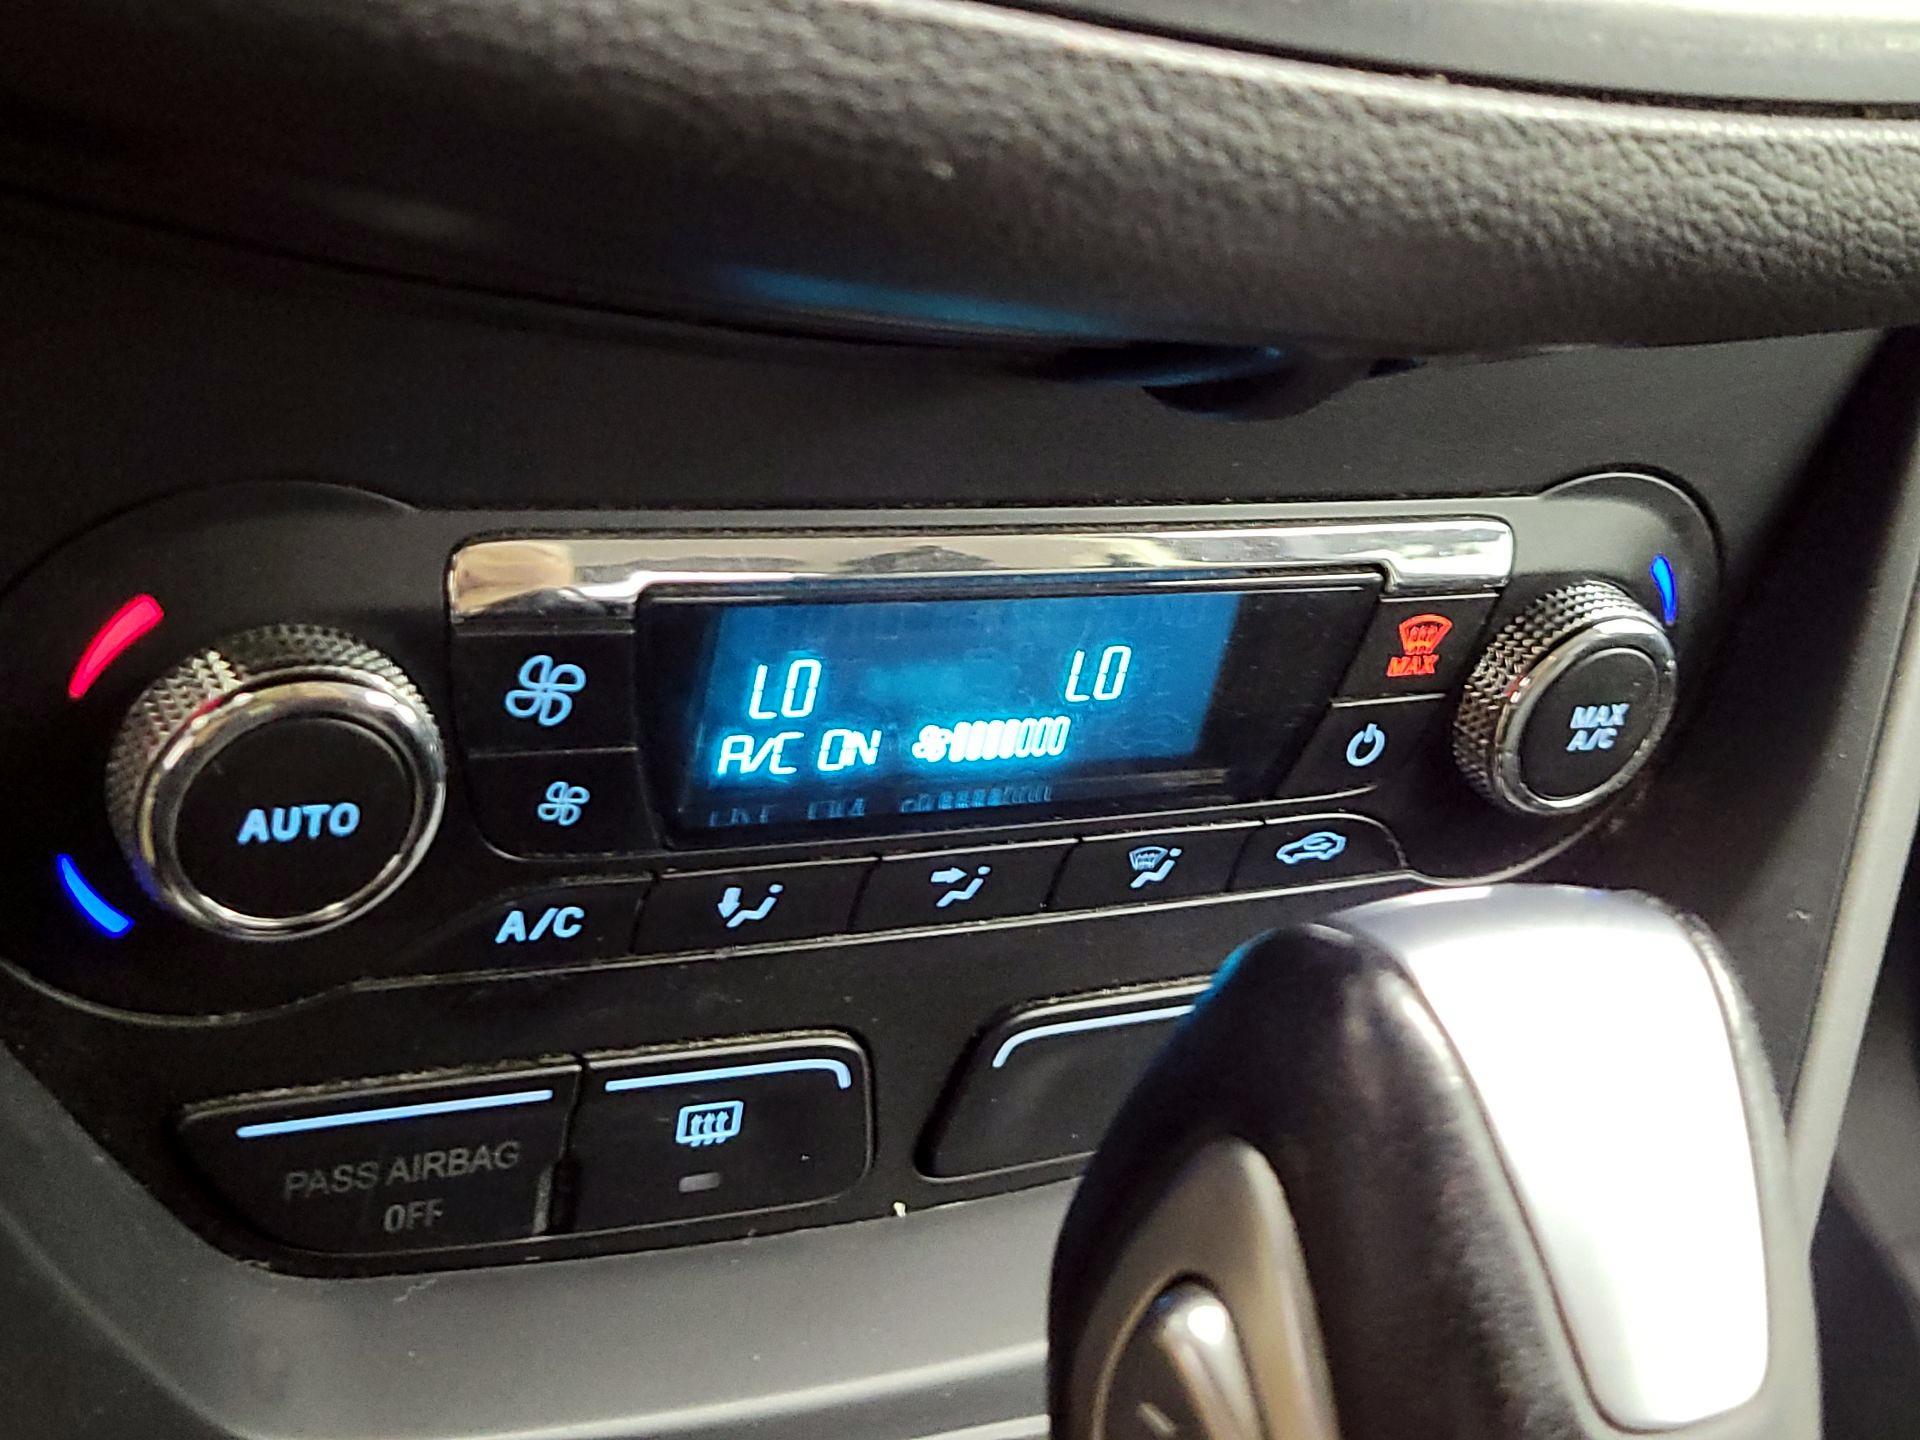 LO LO
A/C ON
MAX
MAX
A/C
AUTO
A/C
PASS AIRBAG
OFF